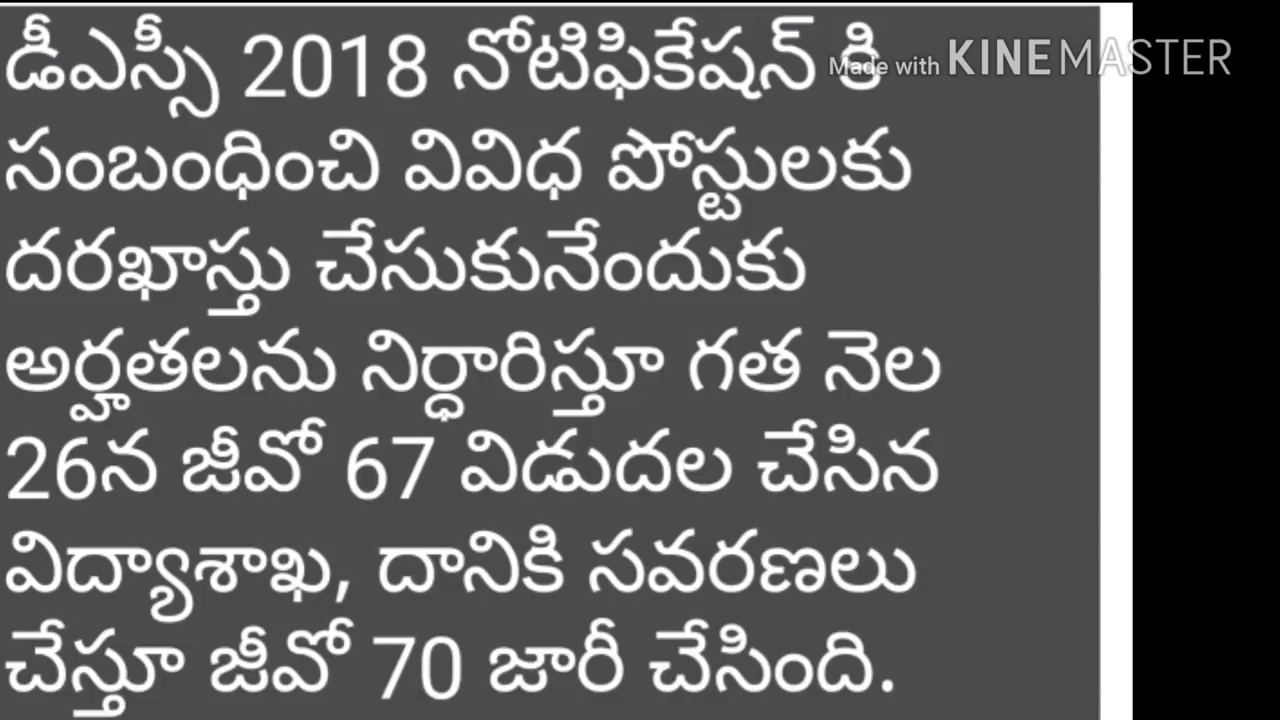 డీఎస్సీ 2018 నోటిఫికేషన్ కి
Made with KINEMASTER
సంబంధించి వివిధ పోస్టులకు
దరఖాస్తు చేసుకునేందుకు
అర్హతలను నిర్ధారిస్తూ గత నెల
26న జీవో 67 విడుదల చేసిన
విద్యాశాఖ, దానికి సవరణలు
చేస్తూ జీవో 70 జారీ చేసింది.